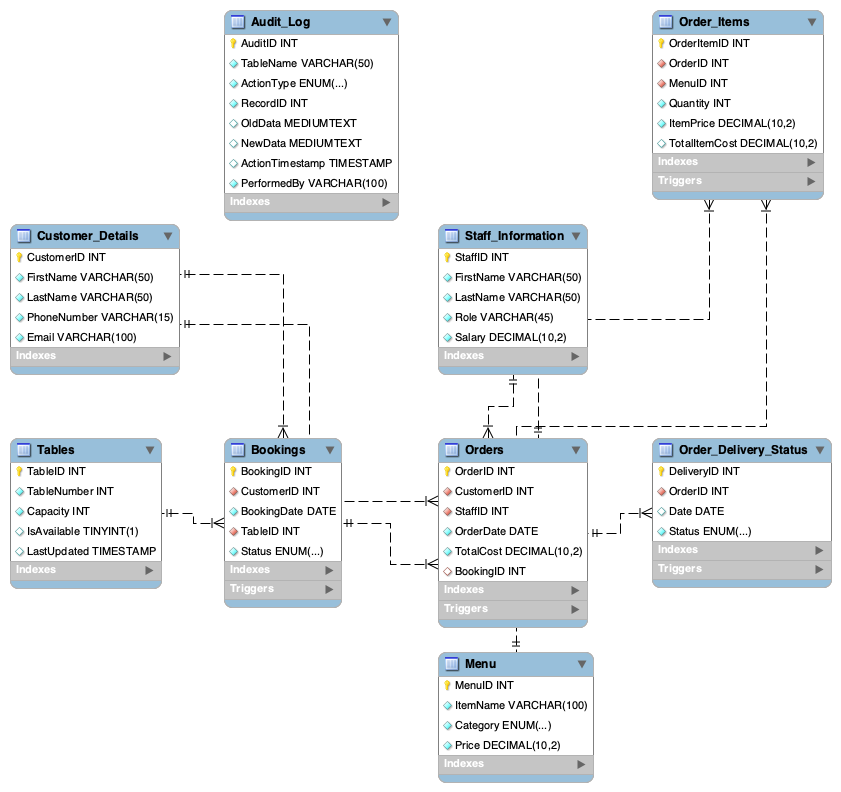 Audit_Log
AuditID INT
TableName VARCHAR(50)
ActionType ENUM(...)
RecordID INT
OldData MEDIUMTEXT
NewData MEDIUMTEXT
ActionTimestamp TIMESTAMP
PerformedBy VARCHAR(100)
Indexes
Order_Items
OrderItemID INT
OrderID INT
MenuID INT
Quantity INT
ItemPrice DECIMAL(10,2)
TotalItemCost DECIMAL(10,2)
Indexes
Triggers
Customer_Details
CustomerID INT
FirstName VARCHAR(50)
LastName VARCHAR(50)
PhoneNumber VARCHAR(15)
Email VARCHAR(100)
Indexes
Staff_Information
StaffID INT
FirstName VARCHAR(50)
LastName VARCHAR(50)
Role VARCHAR(45)
Salary DECIMAL(10,2)
Indexes
Tables
TableID INT
TableNumber INT
Capacity INT
IsAvailable TINYINT(1)
LastUpdated TIMESTAMP
Indexes
Bookings
BookingID INT
CustomerID INT
BookingDate DATE
TableID INT
Status ENUM(...)
Indexes
Triggers
Orders
OrderID INT
CustomerID INT
StaffID INT
OrderDate DATE
TotalCost DECIMAL(10,2)
BookingID INT
Indexes
Triggers
Order_Delivery_Status
DeliveryID INT
OrderID INT
Date DATE
Status ENUM(...)
Indexes
Triggers
Menu
MenuID INT
ItemName VARCHAR(100)
Category ENUM(...)
Price DECIMAL(10,2)
Indexes